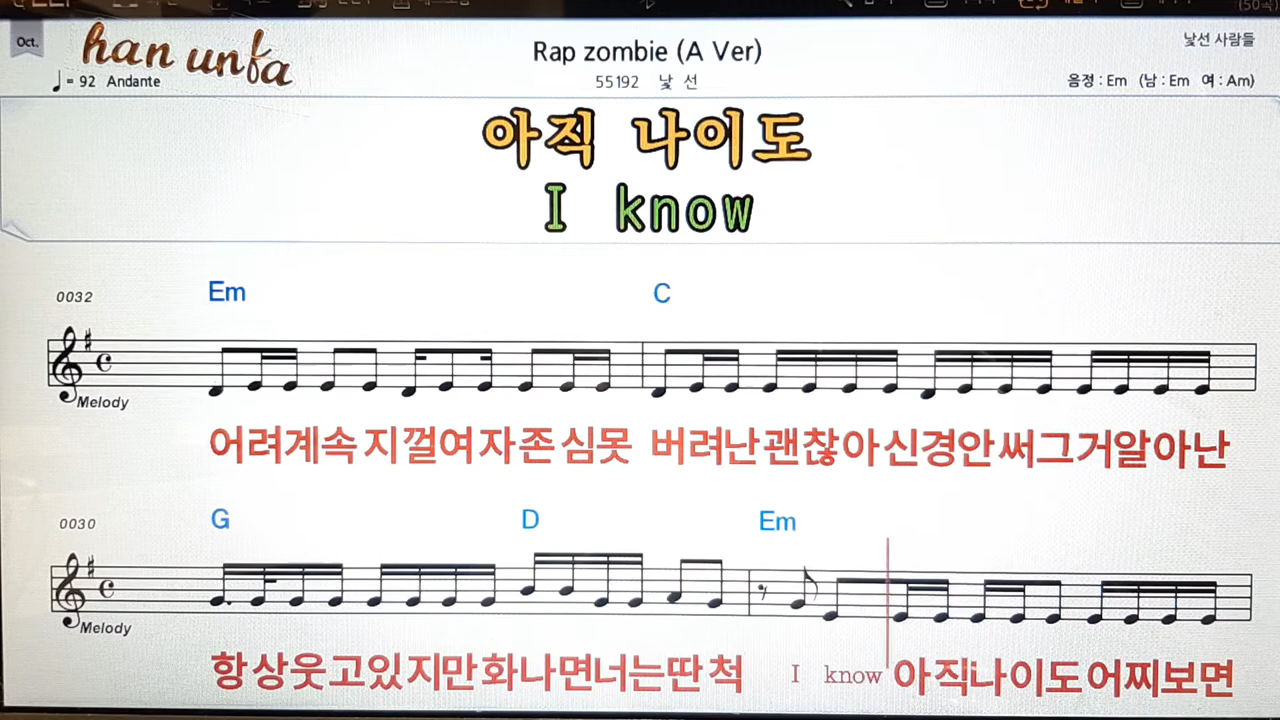 Oct.
han unfa
♩= 92 Andante
Rap zombie (A Ver)
55192 낯 선
낯선 사람들
음정 : Em (남 : Em 여 : Am)
아직 나이도
I know
0032
Em C
Melody
어려계속지껄여자존심못 버려난괜찮아신경안써그거알아난
0030
G D Em
Melody
항상웃고있지만화나면너는딴척 I know 아직나이도어찌보면